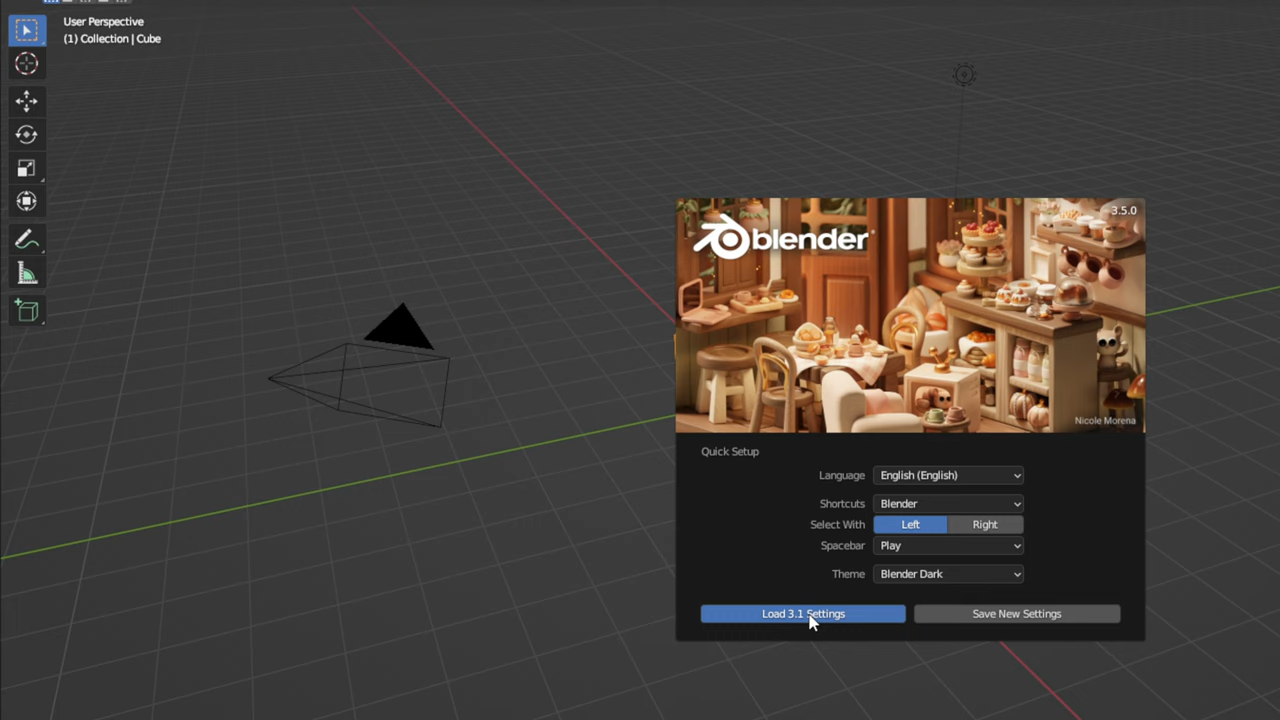 User Perspective
(1) Collection | Cube
3.5.0
blender
Nicole Morena
Quick Setup
Language English (English)
Shortcuts Blender
Select With Left Right
Spacebar Play
Theme Blender Dark
Load 3.1 Settings Save New Settings